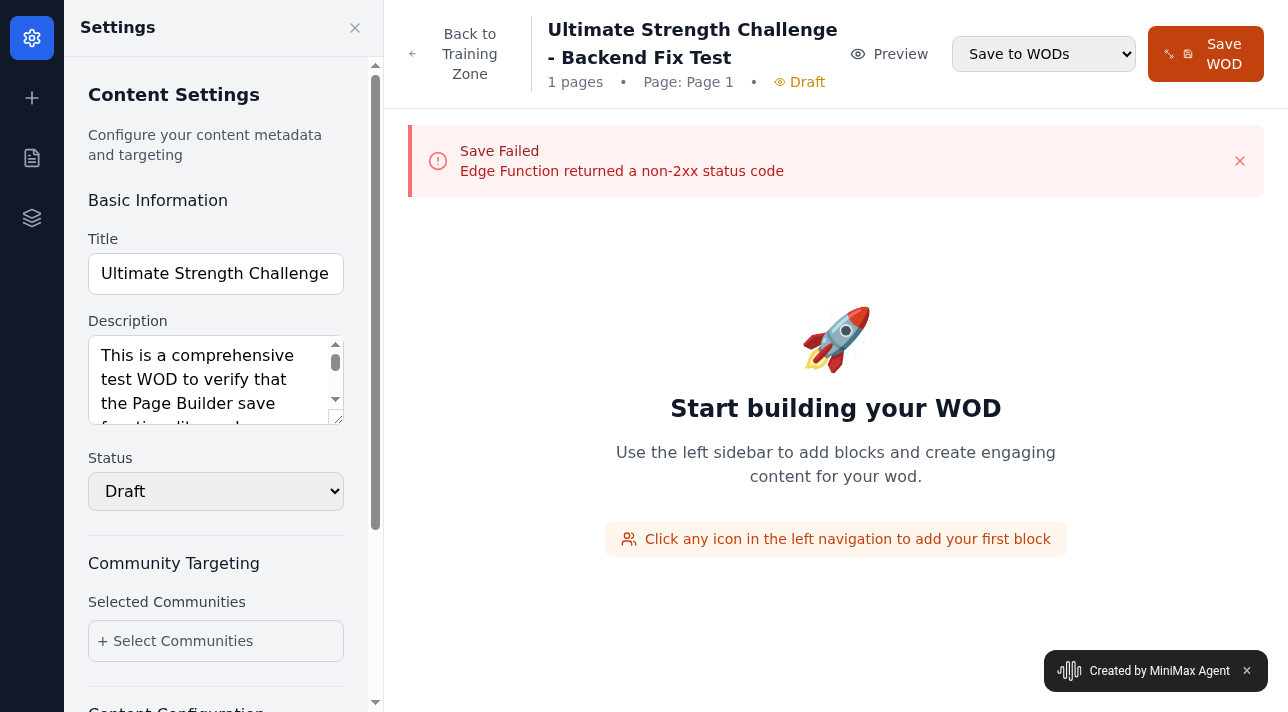 Settings
Content Settings
Configure your content metadata
and targeting
Basic Information
Title
Ultimate Strength Challenge
Description
This is a comprehensive
test WOD to verify that
the Page Builder save
Status
Draft
Community Targeting
Selected Communities
+ Select Communities
Back to
Training
Zone
Ultimate Strength Challenge
- Backend Fix Test
1 pages • Page: Page 1 • Draft
Preview
Save to WODs
Save
WOD
Save Failed
Edge Function returned a non-2xx status code
Start building your WOD
Use the left sidebar to add blocks and create engaging
content for your wod.
Click any icon in the left navigation to add your first block
Created by MiniMax Agent